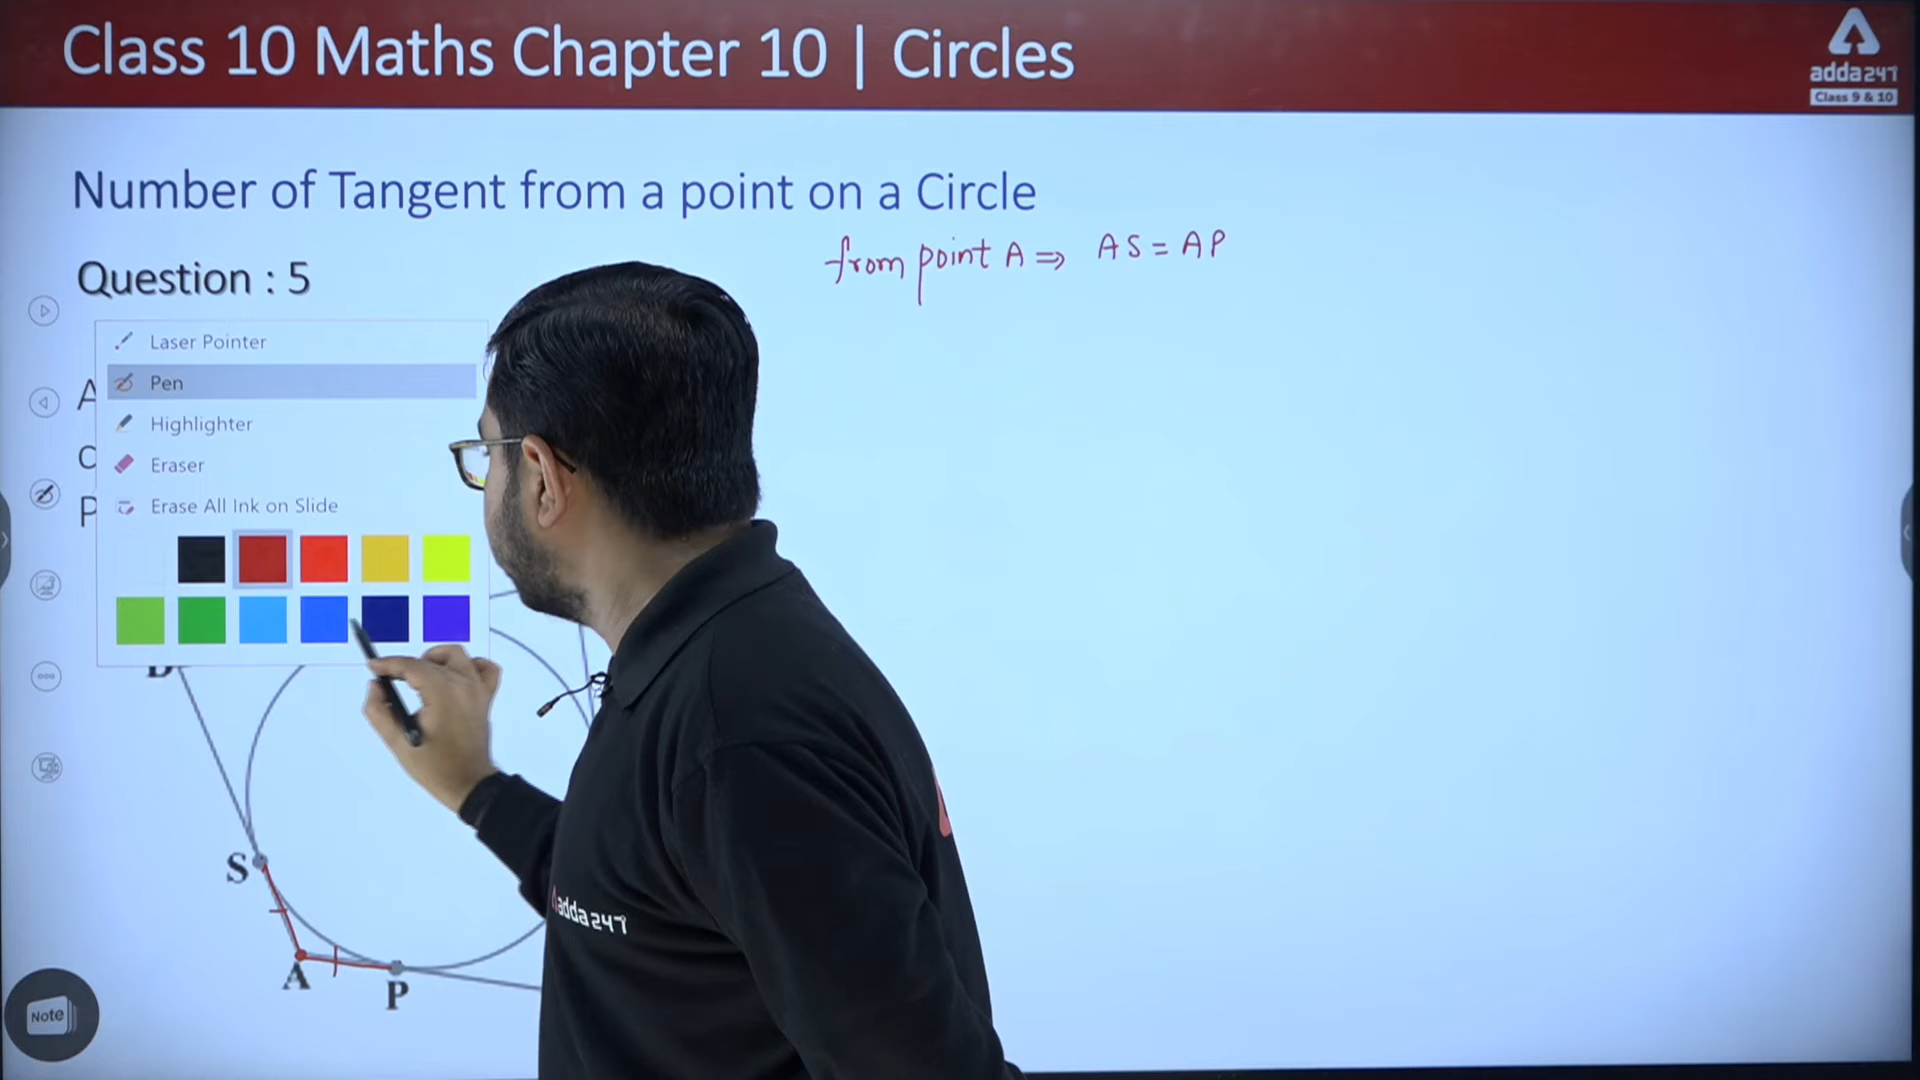 Class 10 Maths Chapter 10 | Circles
adda247
Class 9 & 10
Number of Tangent from a point on a Circle
from point A ⇒ AS = AP
Question : 5
Laser Pointer
Pen
Highlighter
Eraser
Erase All Ink on Slide
A
P
S
A
P
adda247
Note